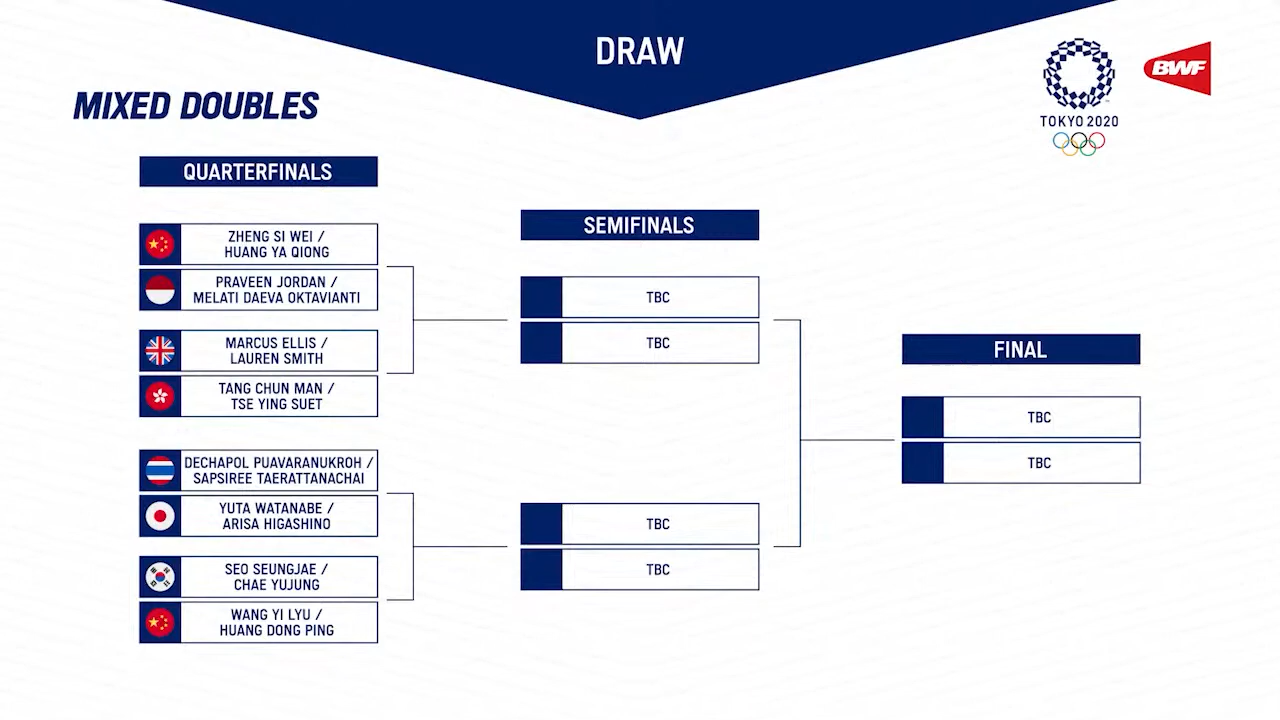 DRAW
MIXED DOUBLES
TOKYO 2020
BWF
QUARTERFINALS
ZHENG SI WEI /
HUANG YA QIONG
PRAVEEN JORDAN /
MELATI DAEVA OKTAVIANTI
MARCUS ELLIS /
LAUREN SMITH
TANG CHUN MAN /
TSE YING SUET
DECHAPOL PUAVARANUKROH /
SAPSIREE TAERATTANACHAI
YUTA WATANABE /
ARISA HIGASHINO
SEO SEUNGJAE /
CHAE YUJUNG
WANG YI LYU /
HUANG DONG PING
SEMIFINALS
TBC
TBC
TBC
TBC
FINAL
TBC
TBC